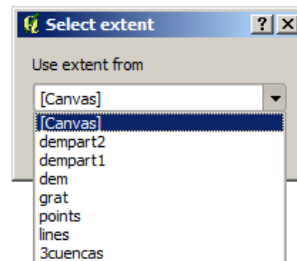 Select extent
Use extent from
[Canvas]
[Canvas]
dempart2
dempart1
dem
grat
points
lines
3cuencas